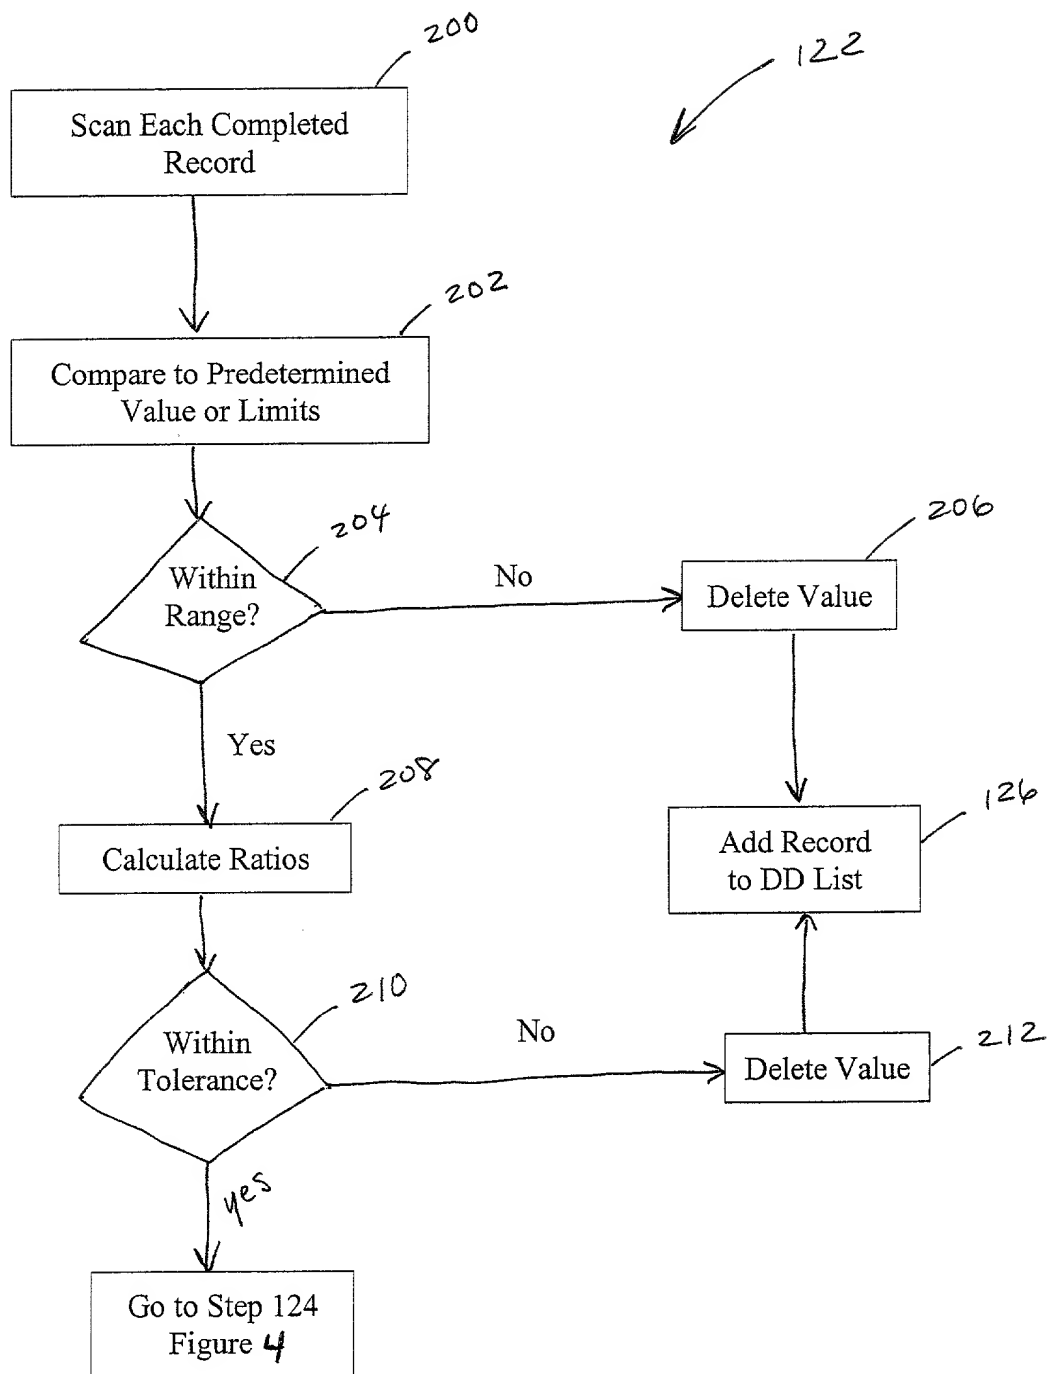 200
122
Scan Each Completed
Record
202
Compare to Predetermined
Value or Limits
204
Within
Range?
No
206
Delete Value
Yes
208
Calculate Ratios
126
Add Record
to DD List
210
Within
Tolerance?
No
212
Delete Value
yes
Go to Step 124
Figure 4